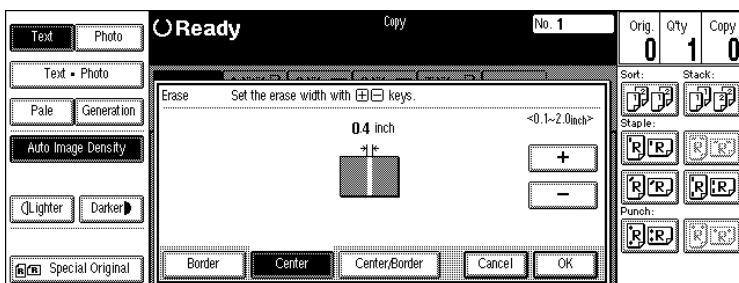 Text
Photo
Text • Photo
Pale
Generation
Auto Image Density
Lighter
Darker
Special Original
Ready
Copy
No. 1
Erase
Set the erase width with + - keys.
0.4 inch
<0.1~2.0inch>
+
−
Border
Center
Center/Border
Cancel
OK
Orig.
Q'ty
Copy
0
1
0
Sort:
Stack:
Staple:
Punch: